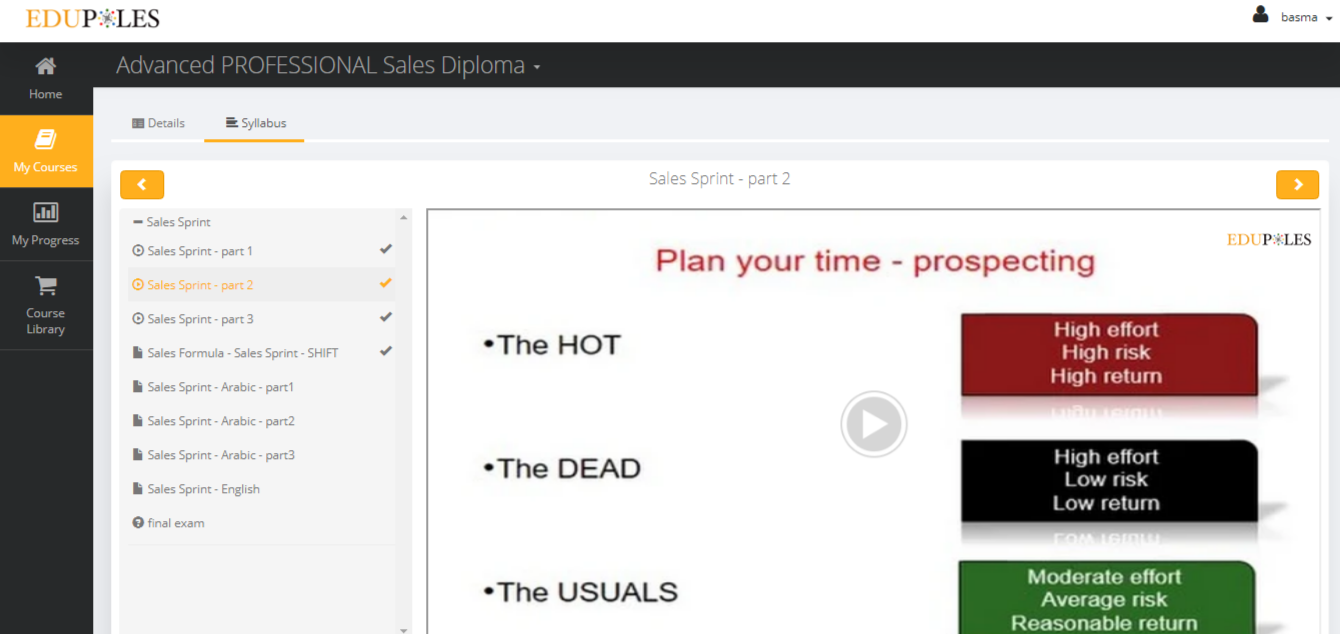 EDUPOLES
basma
Advanced PROFESSIONAL Sales Diploma
Home
My Courses
My Progress
Course
Library
Details
Syllabus
Sales Sprint - part 2
Sales Sprint
Sales Sprint - part 1
Sales Sprint - part 2
Sales Sprint - part 3
Sales Formula - Sales Sprint - SHIFT
Sales Sprint - Arabic - part1
Sales Sprint - Arabic - part2
Sales Sprint - Arabic - part3
Sales Sprint - English
final exam
EDUPOLES
Plan your time - prospecting
•The HOT
High effort
High risk
High return
•The DEAD
High effort
Low risk
Low return
•The USUALS
Moderate effort
Average risk
Reasonable return